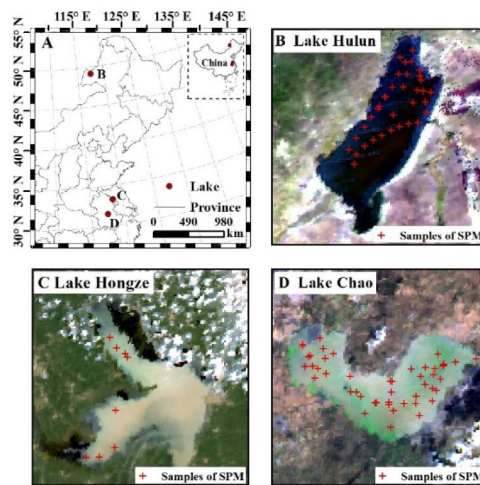 115°E 125°E 135°E 145°E
55°N
50°N
45°N
40°N
35°N
30°N
A
China
B
C
D
Lake
Province
0 490 980
km
B Lake Hulun
Samples of SPM
C Lake Hongze
Samples of SPM
D Lake Chao
Samples of SPM